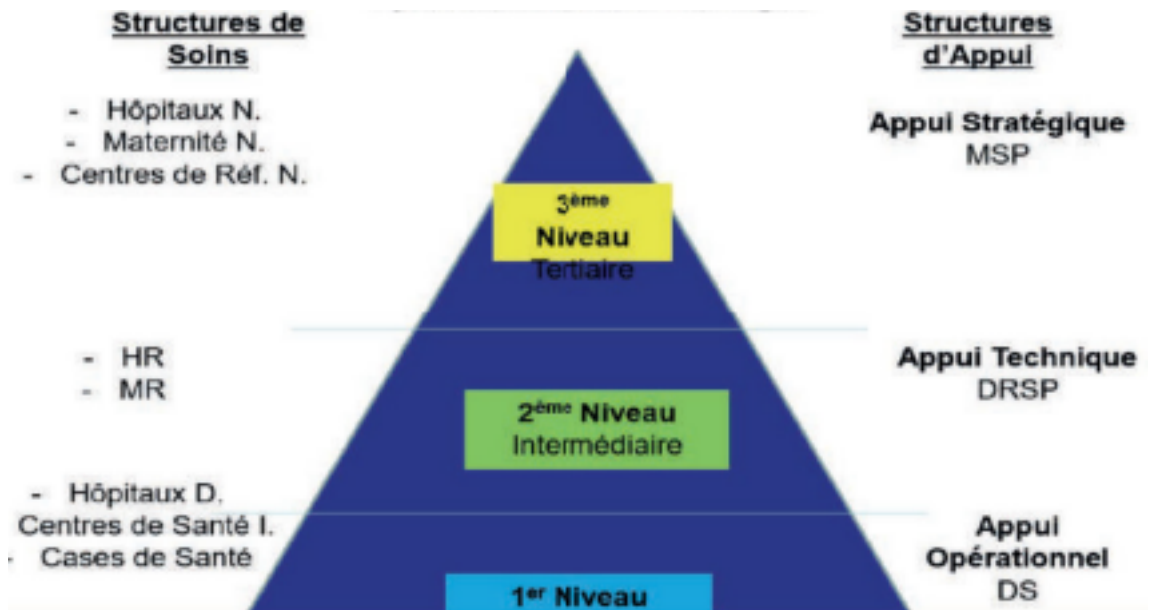 Structures de
Soins
- Hôpitaux N.
- Maternité N.
- Centres de Réf. N.
- HR
- MR
- Hôpitaux D.
Centres de Santé I.
- Cases de Santé
3ème
Niveau
Tertiaire
2ème Niveau
Intermédiaire
1er Niveau
Structures
d'Appui
Appui Stratégique
MSP
Appui Technique
DRSP
Appui
Opérationnel
DS